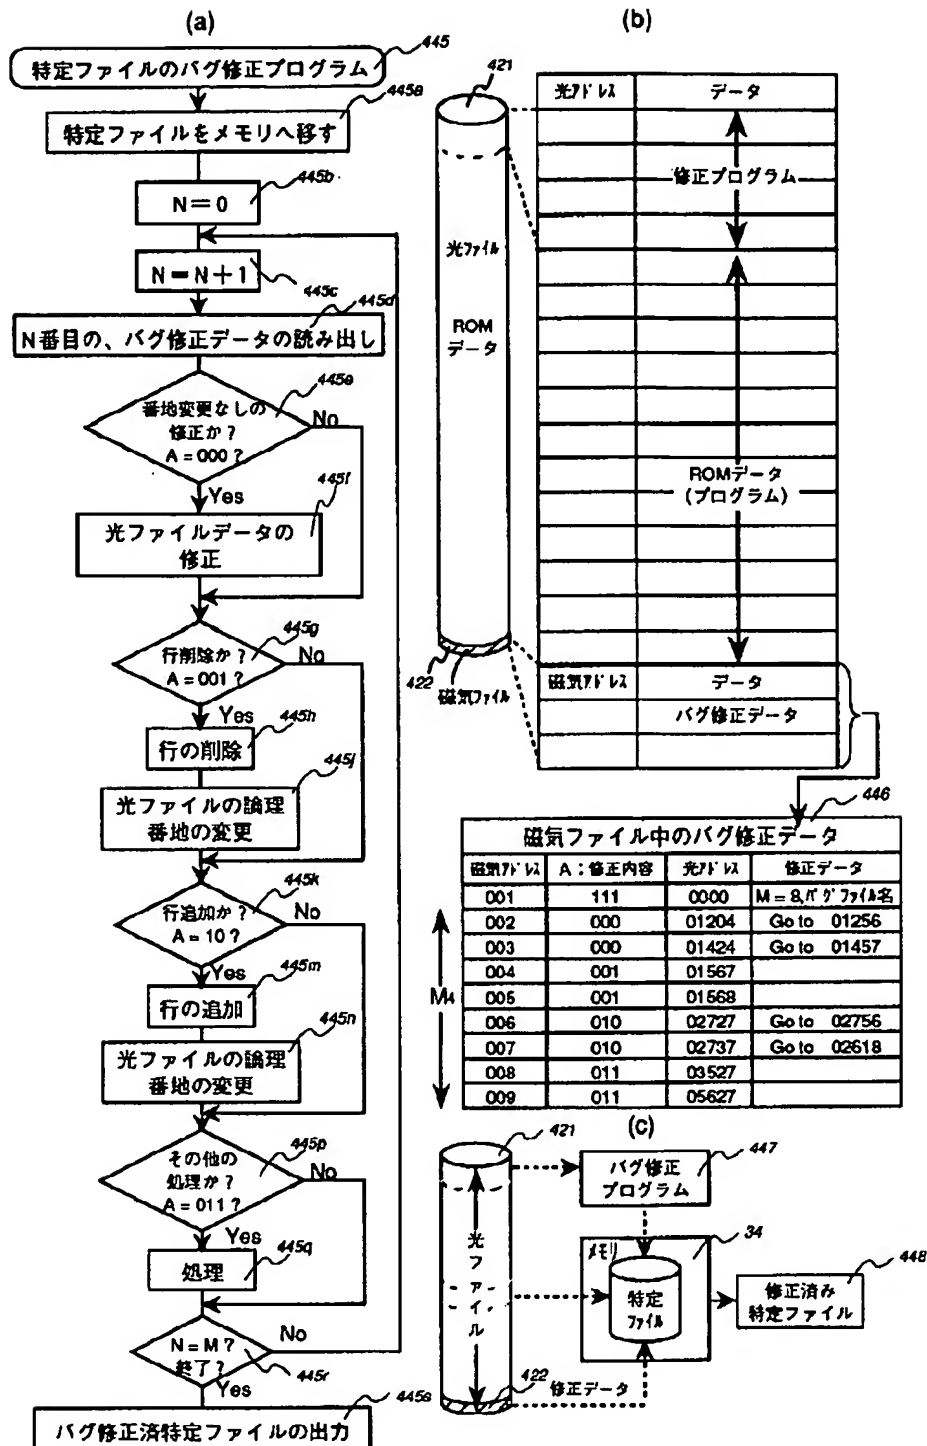 (a)
特定ファイルのバグ修正プログラム
445
445a
特定ファイルをメモリへ移す
445b
N=0
N=N+1
445c
445d
N番目の、バグ修正データの読み出し
445e
番地変更なしの
修正か?
A=000?
No
Yes
445f
光ファイルデータの
修正
445g
行削除か?
A=001?
No
Yes
445h
行の削除
445j
光ファイルの論理
番地の変更
445k
行追加か?
A=10?
No
Yes
445m
行の追加
445n
光ファイルの論理
番地の変更
445p
その他の
処理か?
A=011?
No
Yes
445q
処理
N=M?
終了?
No
445r
Yes
445s
バグ修正済特定ファイルの出力
(b)
421
光ファイル
ROM
データ
422
磁気ファイル
光アドレス データ
修正プログラム
ROMデータ
(プログラム)
磁気アドレス データ
バグ修正データ
446
磁気ファイル中のバグ修正データ
磁気アドレス A:修正内容 光アドレス 修正データ
001 111 0000 M=8,バグファイル名
002 000 01204 Go to 01256
003 000 01424 Go to 01457
004 001 01567
005 001 01568
006 010 02727 Go to 02756
007 010 02737 Go to 02618
008 011 03527
009 011 05627
(c)
421
光ファイル
422
修正データ
バグ修正
プログラム
447
メモリ
34
特定
ファイル
修正済み
特定ファイル
448